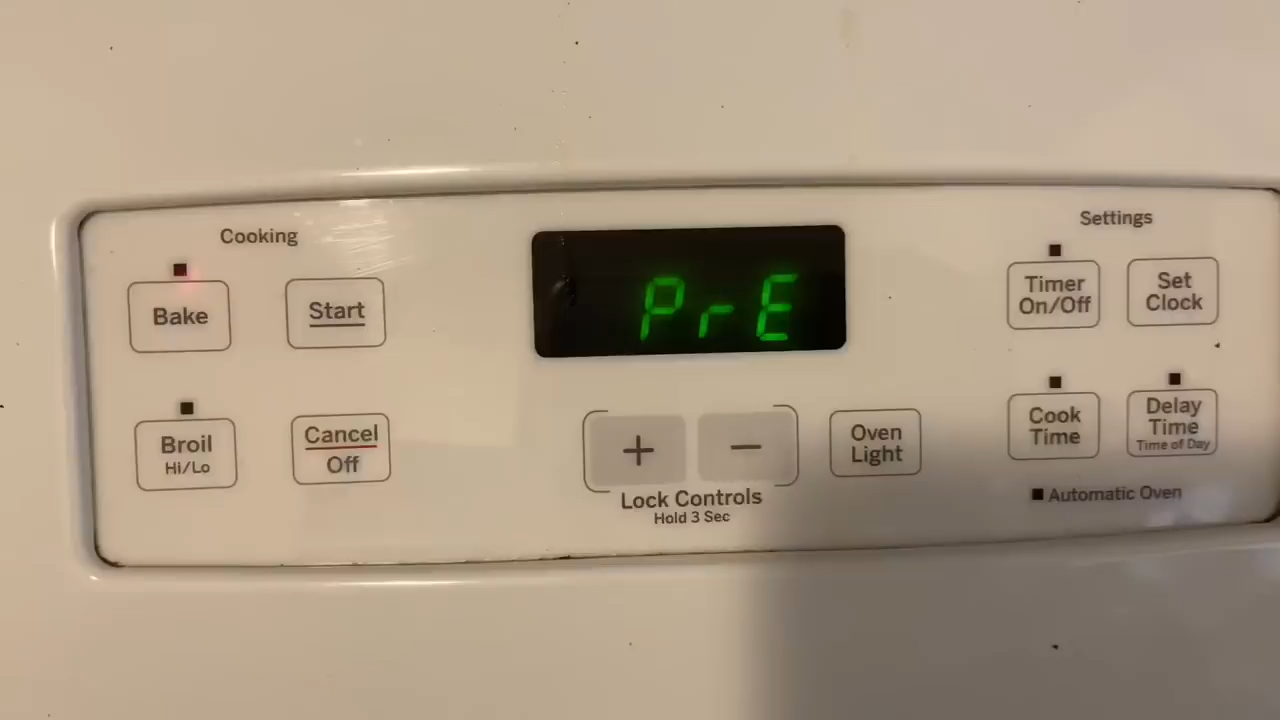 Cooking
Bake
Start
Broil
Hi/Lo
Cancel
Off
PrE
+
−
Lock Controls
Hold 3 Sec
Oven
Light
Settings
Timer
On/Off
Set
Clock
Cook
Time
Delay
Time
Time of Day
Automatic Oven